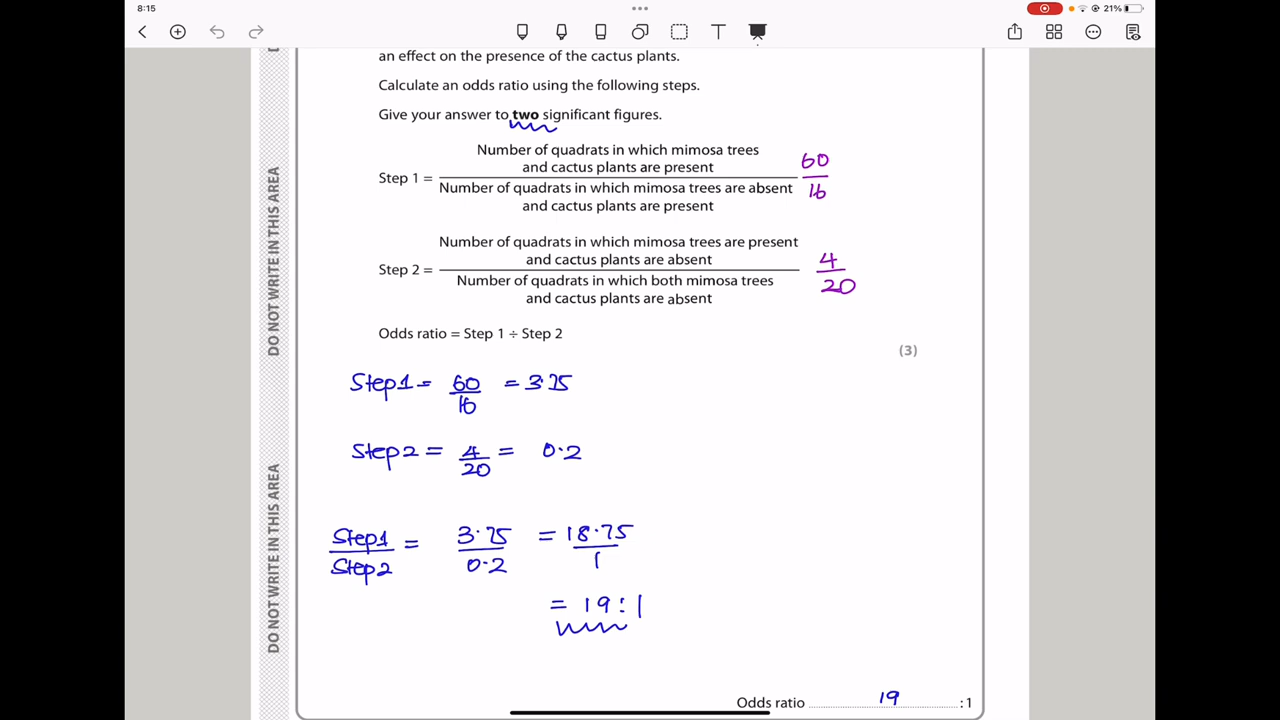 8:15
21%
T
an effect on the presence of the cactus plants.
Calculate an odds ratio using the following steps.
Give your answer to two significant figures.
Number of quadrats in which mimosa trees
and cactus plants are present
Step 1 =
Number of quadrats in which mimosa trees are absent
and cactus plants are present
60
16
Number of quadrats in which mimosa trees are present
and cactus plants are absent
Step 2 =
Number of quadrats in which both mimosa trees
and cactus plants are absent
4
20
Odds ratio = Step 1 ÷ Step 2
(3)
Step1 = 60/16 = 3.75
Step2 = 4/20 = 0.2
Step1/Step2 = 3.75/0.2 = 18.75/1
= 19:1
Odds ratio 19 :1
DO NOT WRITE IN THIS AREA
DO NOT WRITE IN THIS AREA